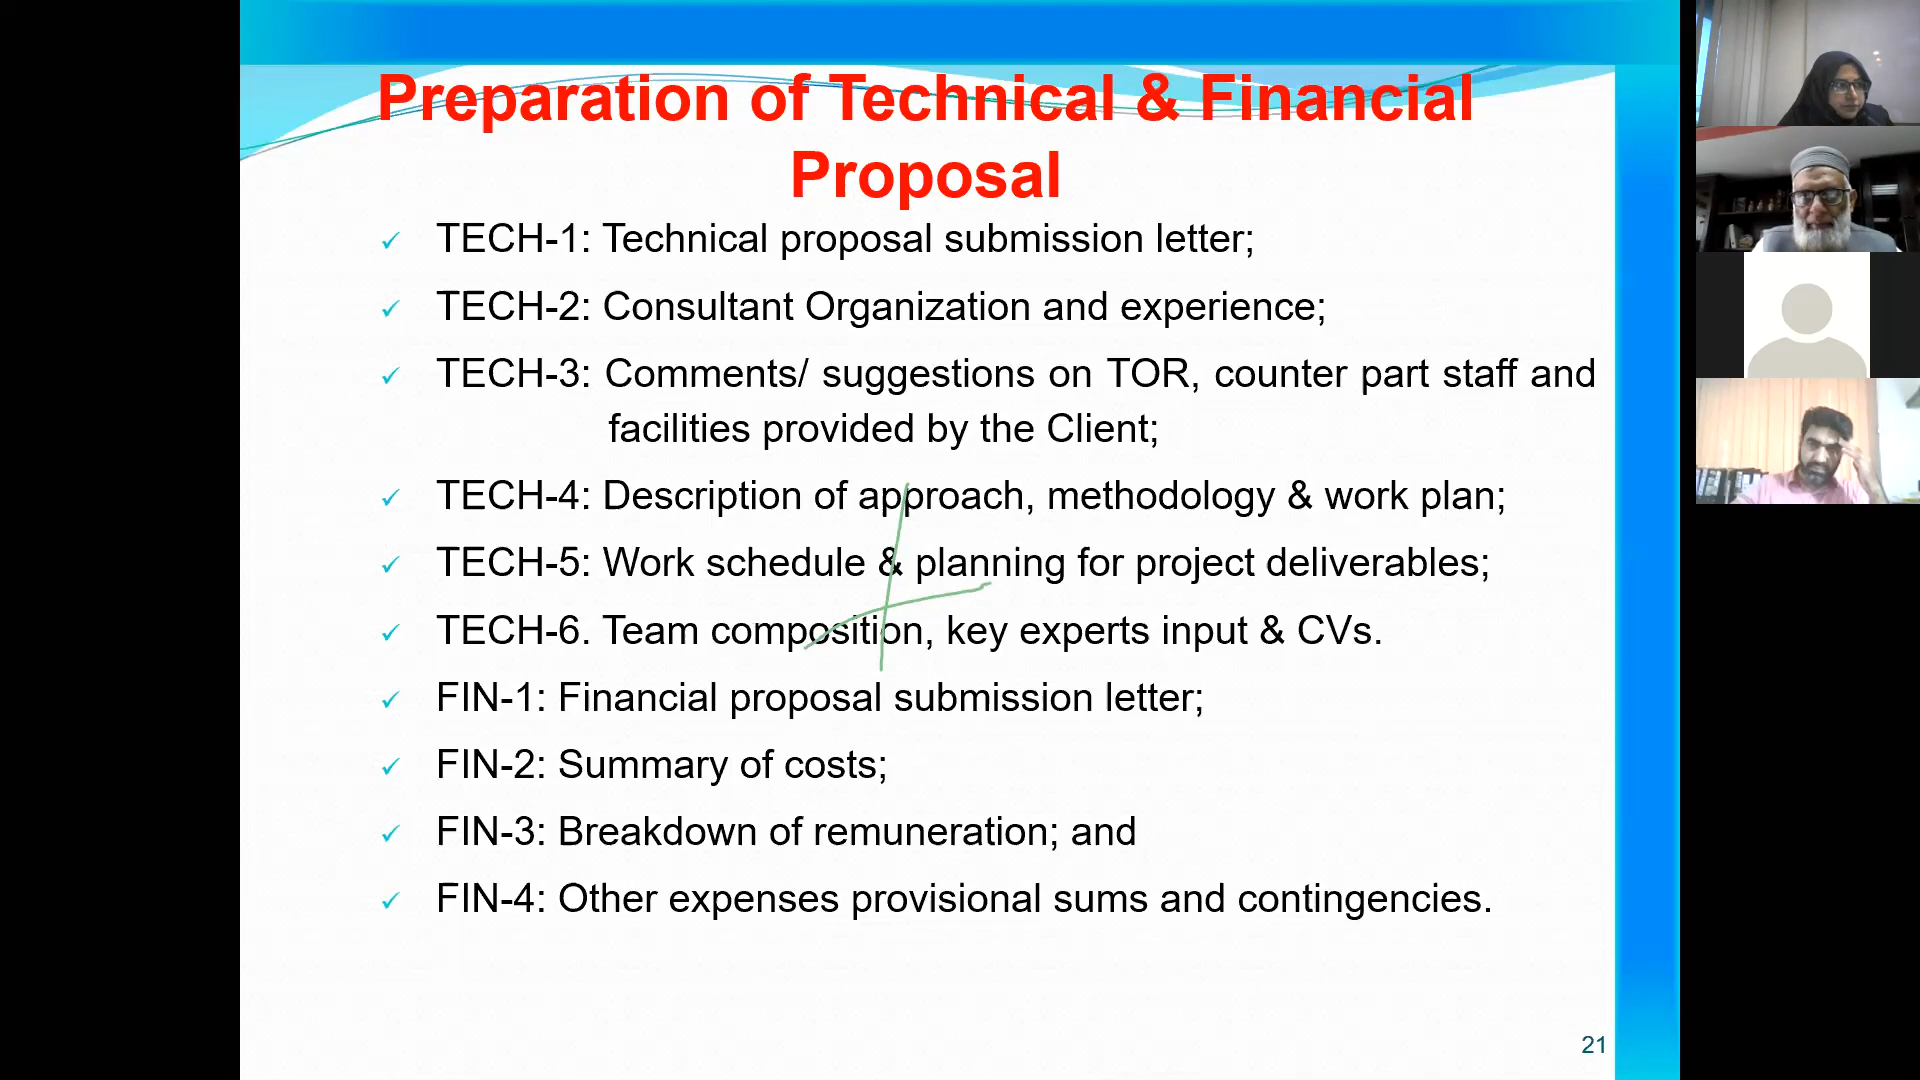 Preparation of Technical & Financial
Proposal
✓ TECH-1: Technical proposal submission letter;
✓ TECH-2: Consultant Organization and experience;
✓ TECH-3: Comments/ suggestions on TOR, counter part staff and
facilities provided by the Client;
✓ TECH-4: Description of approach, methodology & work plan;
✓ TECH-5: Work schedule & planning for project deliverables;
✓ TECH-6. Team composition, key experts input & CVs.
✓ FIN-1: Financial proposal submission letter;
✓ FIN-2: Summary of costs;
✓ FIN-3: Breakdown of remuneration; and
✓ FIN-4: Other expenses provisional sums and contingencies.
21